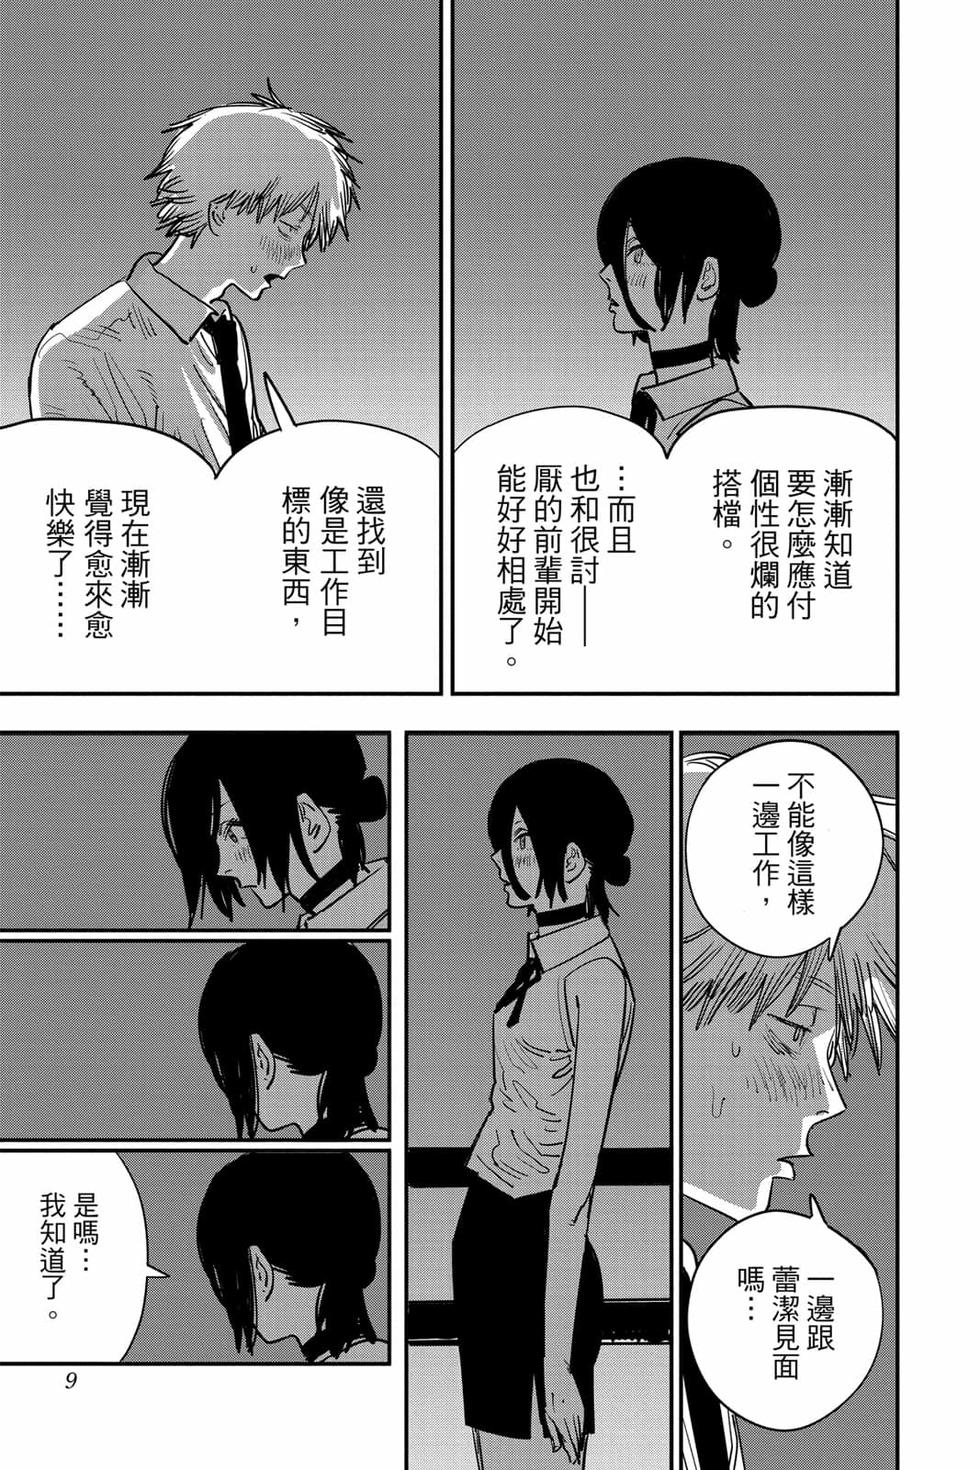 漸漸知道
要怎麼應付
個性很爛的
搭檔。
…而且
也和很討——
厭的前輩開始
能好好相處了。
還找到
像是工作目
標的東西，
現在漸漸
覺得愈來愈
快樂了……
不能像這樣
一邊工作，
一邊跟
蕾潔見面
嗎…
是嗎…
我知道了。
9